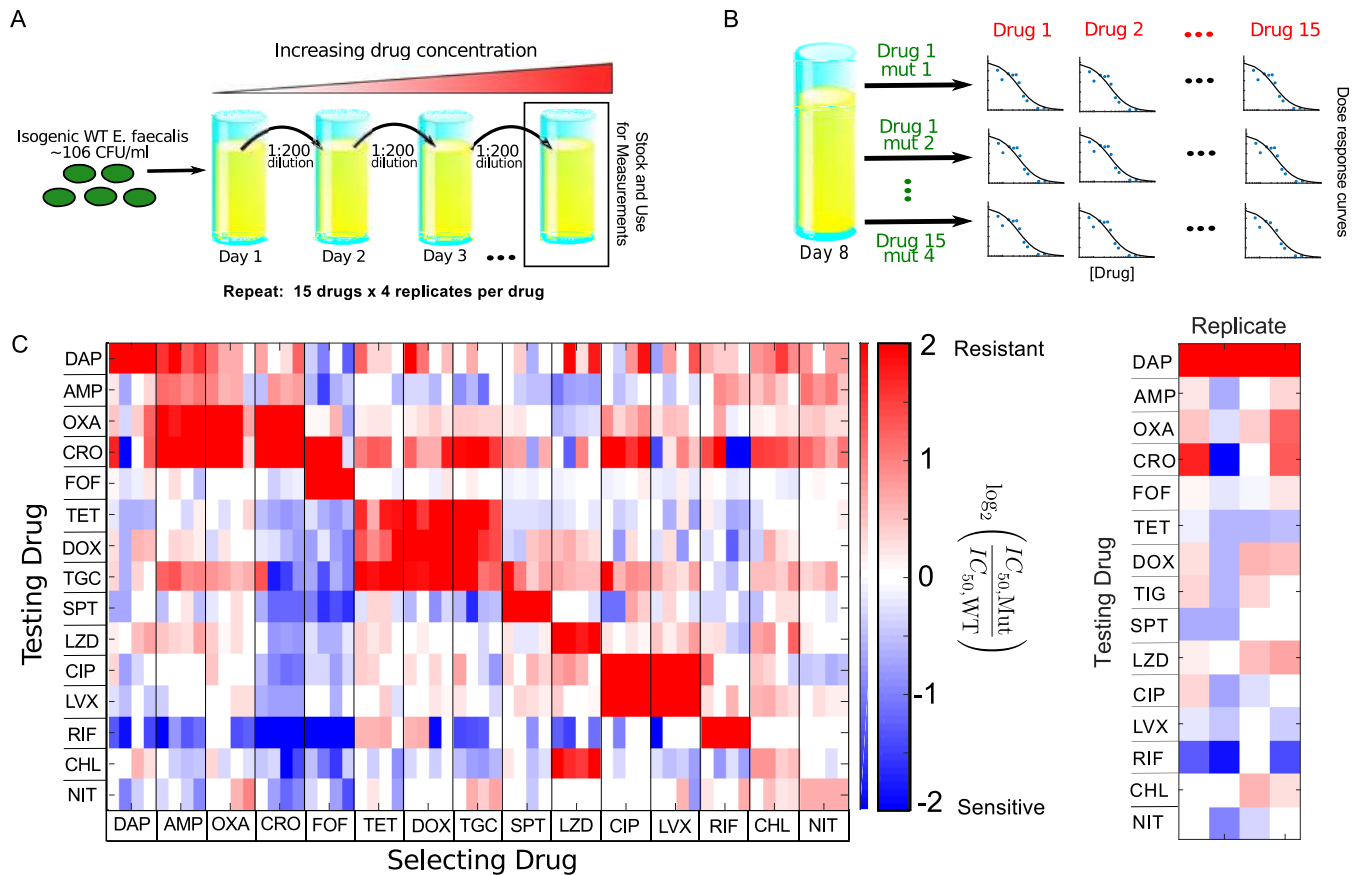 A
Increasing drug concentration
Isogenic WT E. faecalis
~106 CFU/ml
1:200
dilution
1:200
dilution
1:200
dilution
Stock and Use
for Measurements
Day 1
Day 2
Day 3
Repeat: 15 drugs x 4 replicates per drug
B
Drug 1
Drug 2
Drug 15
Drug 1
mut 1
Drug 1
mut 2
Drug 15
mut 4
Day 8
[Drug]
Dose response curves
C
Testing Drug
DAP
AMP
OXA
CRO
FOF
TET
DOX
TGC
SPT
LZD
CIP
LVX
RIF
CHL
NIT
DAP AMP OXA CRO FOF TET DOX TGC SPT LZD CIP LVX RIF CHL NIT
Selecting Drug
2
1
0
-1
-2
Resistant
Sensitive
log2 (IC50,Mut / IC50,WT)
Replicate
Testing Drug
DAP
AMP
OXA
CRO
FOF
TET
DOX
TIG
SPT
LZD
CIP
LVX
RIF
CHL
NIT